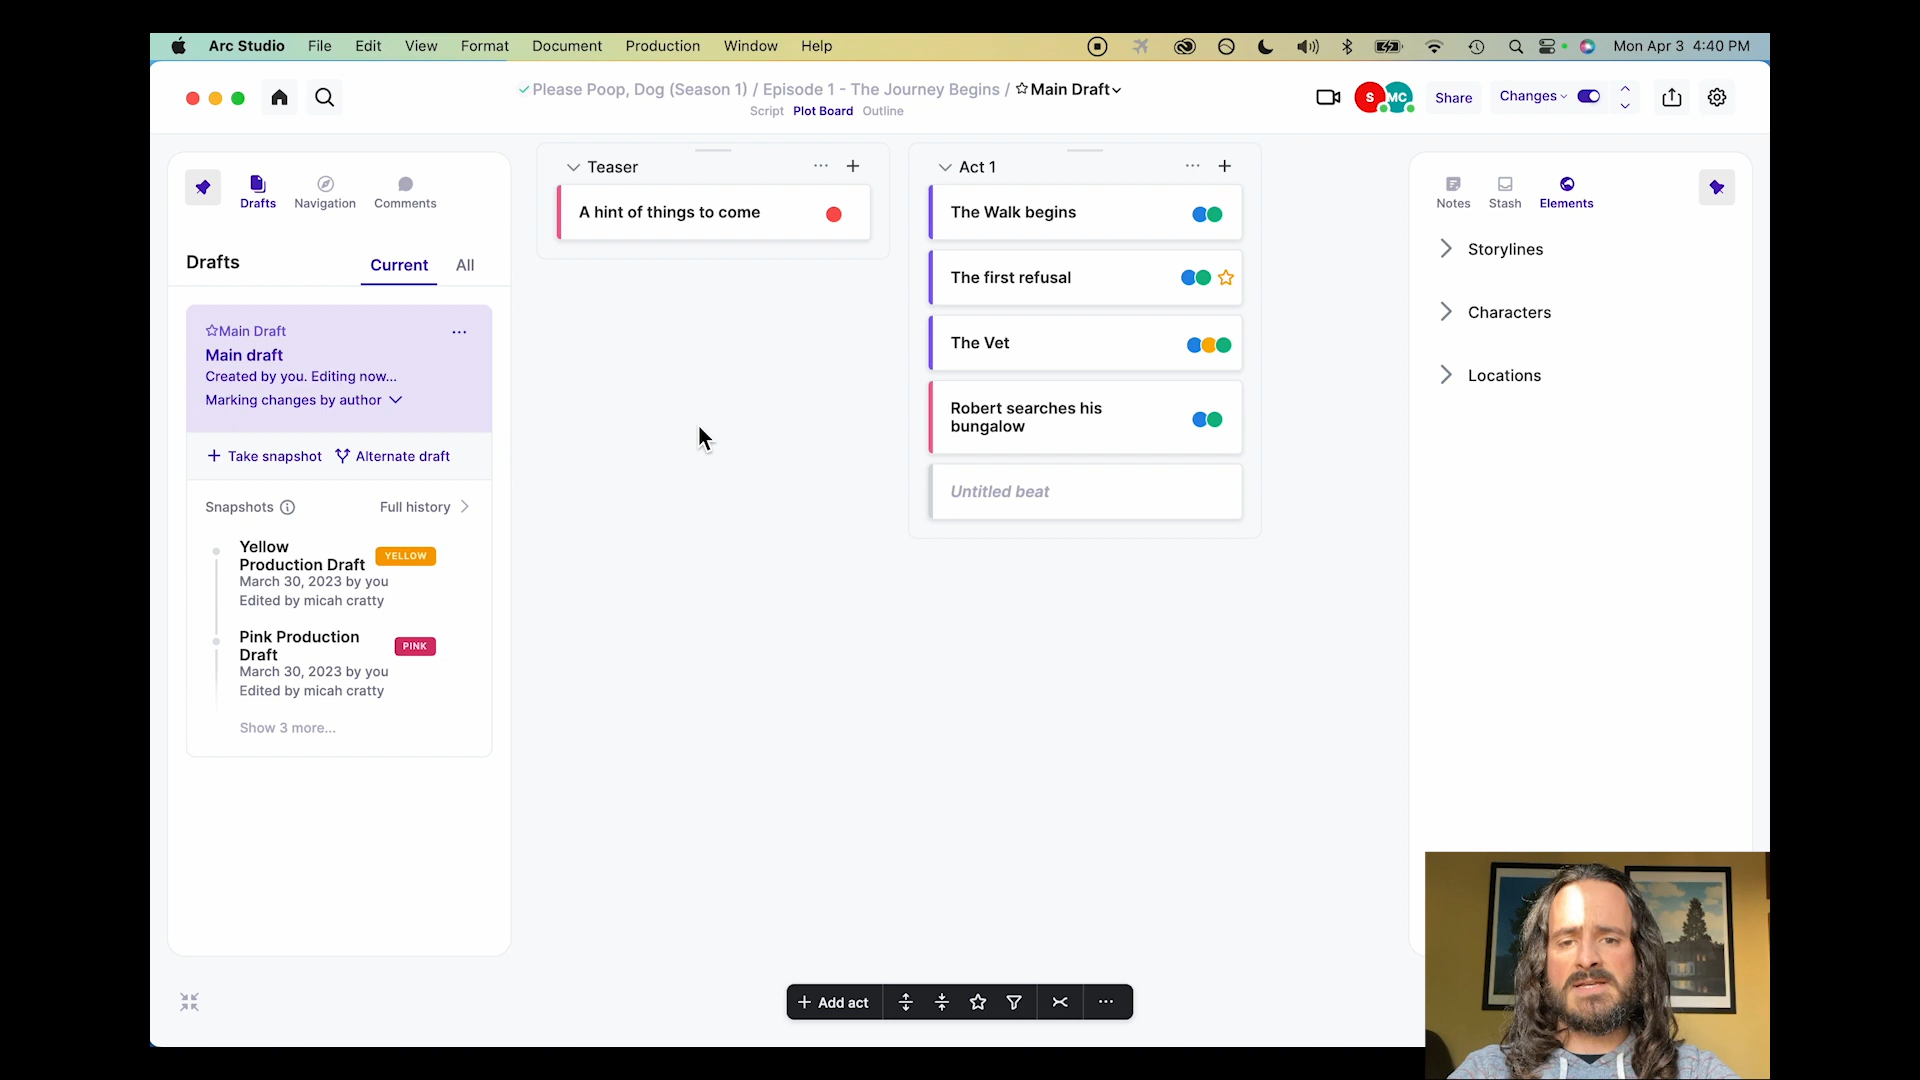 Arc Studio File Edit View Format Document Production Window Help Mon Apr 3 4:40 PM
Please Poop, Dog (Season 1) / Episode 1 - The Journey Begins / Main Draft
Script Plot Board Outline
S MC Share Changes
Drafts Navigation Comments
Drafts Current All
Main Draft
Main draft
Created by you. Editing now...
Marking changes by author
Take snapshot Alternate draft
Snapshots Full history
Yellow
Production Draft YELLOW
March 30, 2023 by you
Edited by micah cratty
Pink Production
Draft PINK
March 30, 2023 by you
Edited by micah cratty
Show 3 more...
Teaser
A hint of things to come
Act 1
The Walk begins
The first refusal
The Vet
Robert searches his
bungalow
Untitled beat
Notes Stash Elements
Storylines
Characters
Locations
Add act